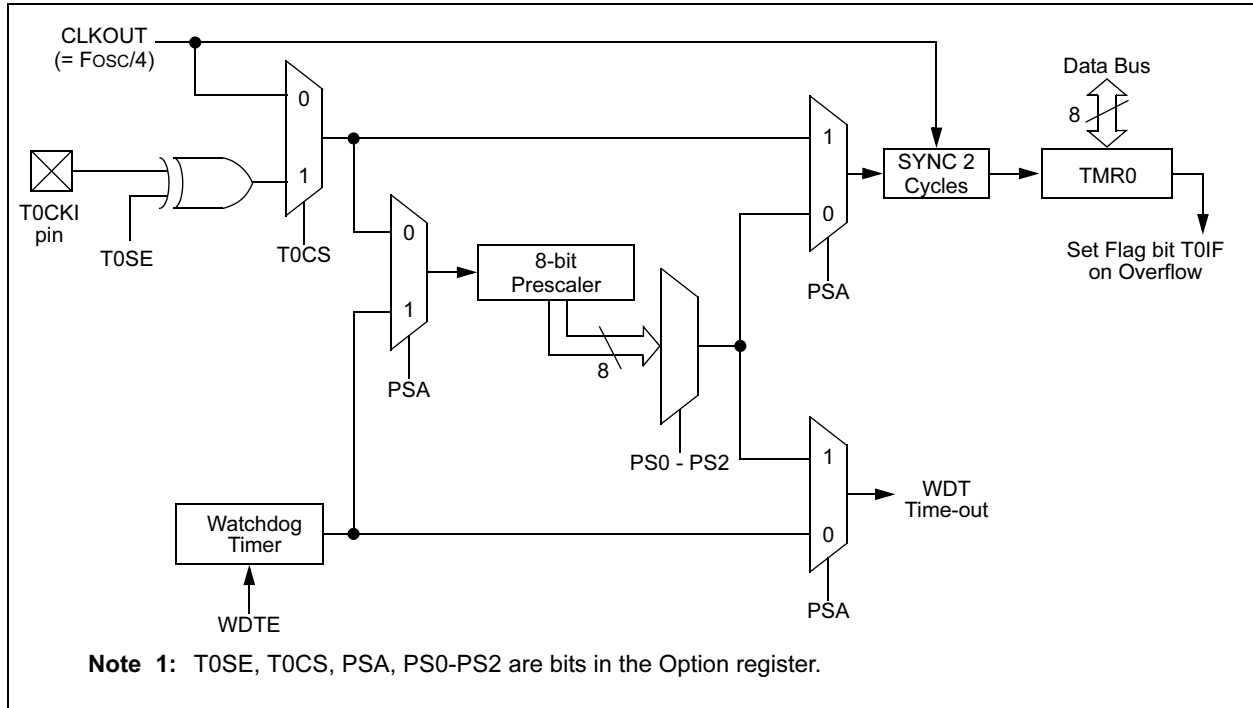 CLKOUT
(= FOSC/4)
Data Bus
8
0
1
1
0
SYNC 2
Cycles
TMR0
T0CKI
pin
T0SE
T0CS
0
1
8-bit
Prescaler
8
PSA
Set Flag bit T0IF
on Overflow
PSA
PS0 - PS2
1
0
WDT
Time-out
Watchdog
Timer
WDTE
PSA
Note 1: T0SE, T0CS, PSA, PS0-PS2 are bits in the Option register.